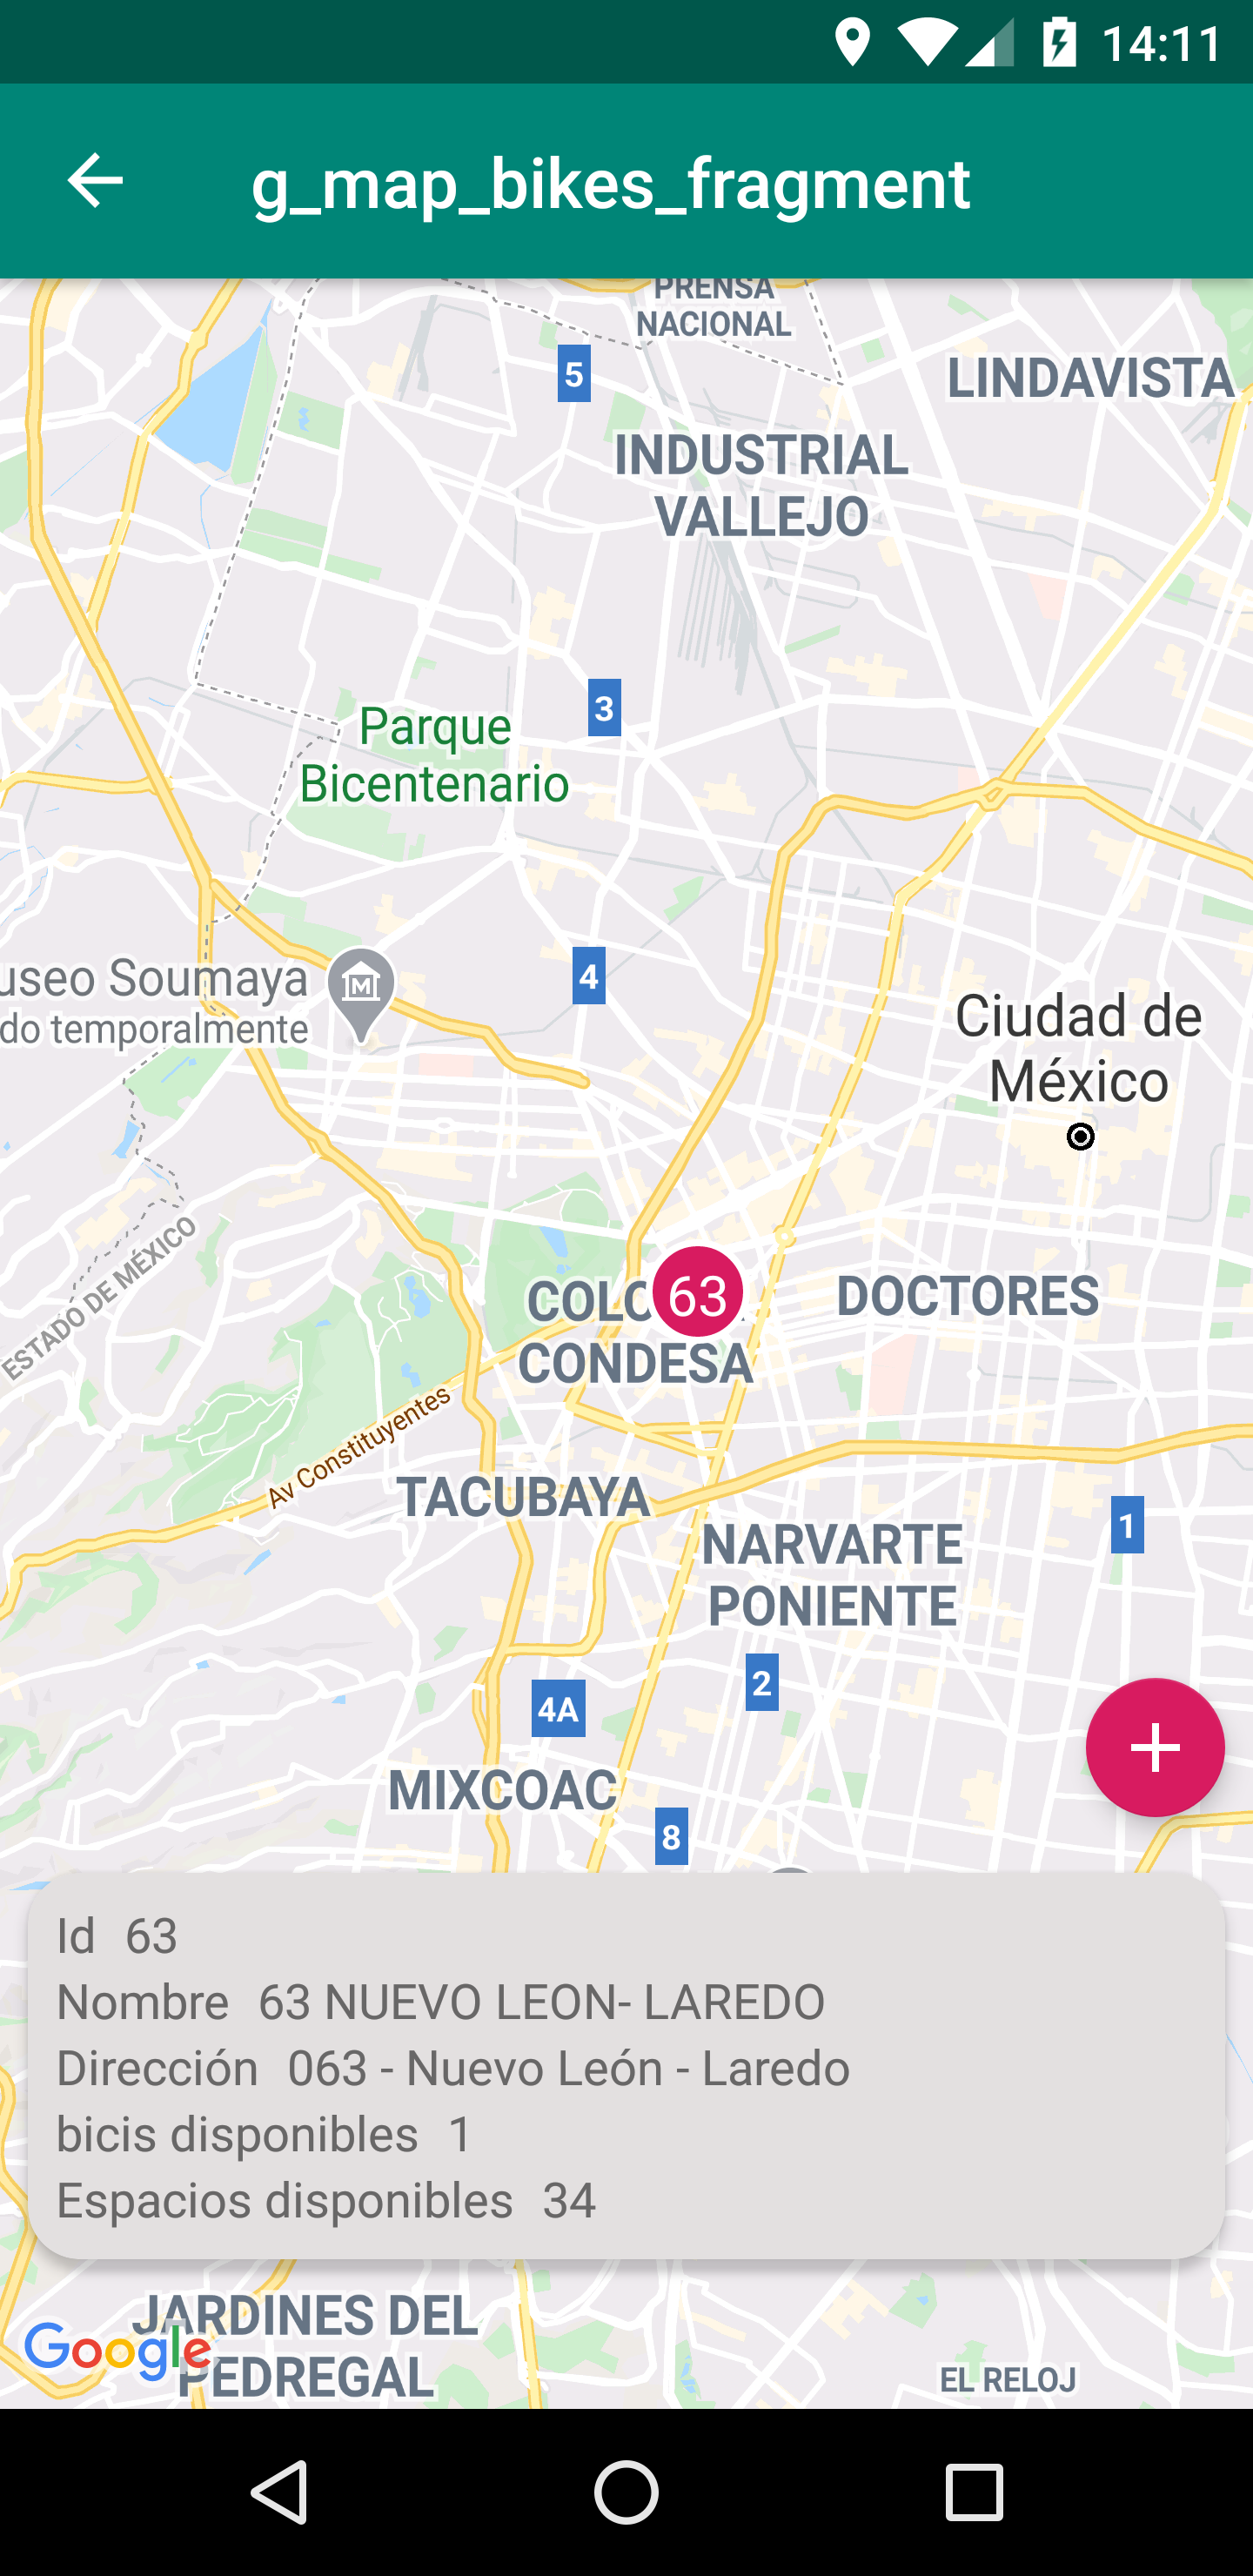 14:11
g_map_bikes_fragment
PRENSA
NACIONAL
5
LINDAVISTA
INDUSTRIAL
VALLEJO
3
Parque
Bicentenario
useo Soumaya
do temporalmente
4
Ciudad de
México
ESTADO DE MÉXICO
COLO
63
DOCTORES
CONDESA
Av Constituyentes
TACUBAYA
1
NARVARTE
PONIENTE
2
4A
MIXCOAC
8
Id 63
Nombre 63 NUEVO LEON- LAREDO
Dirección 063 - Nuevo León - Laredo
bicis disponibles 1
Espacios disponibles 34
JARDINES DEL
PEDREGAL
Google
EL RELOJ